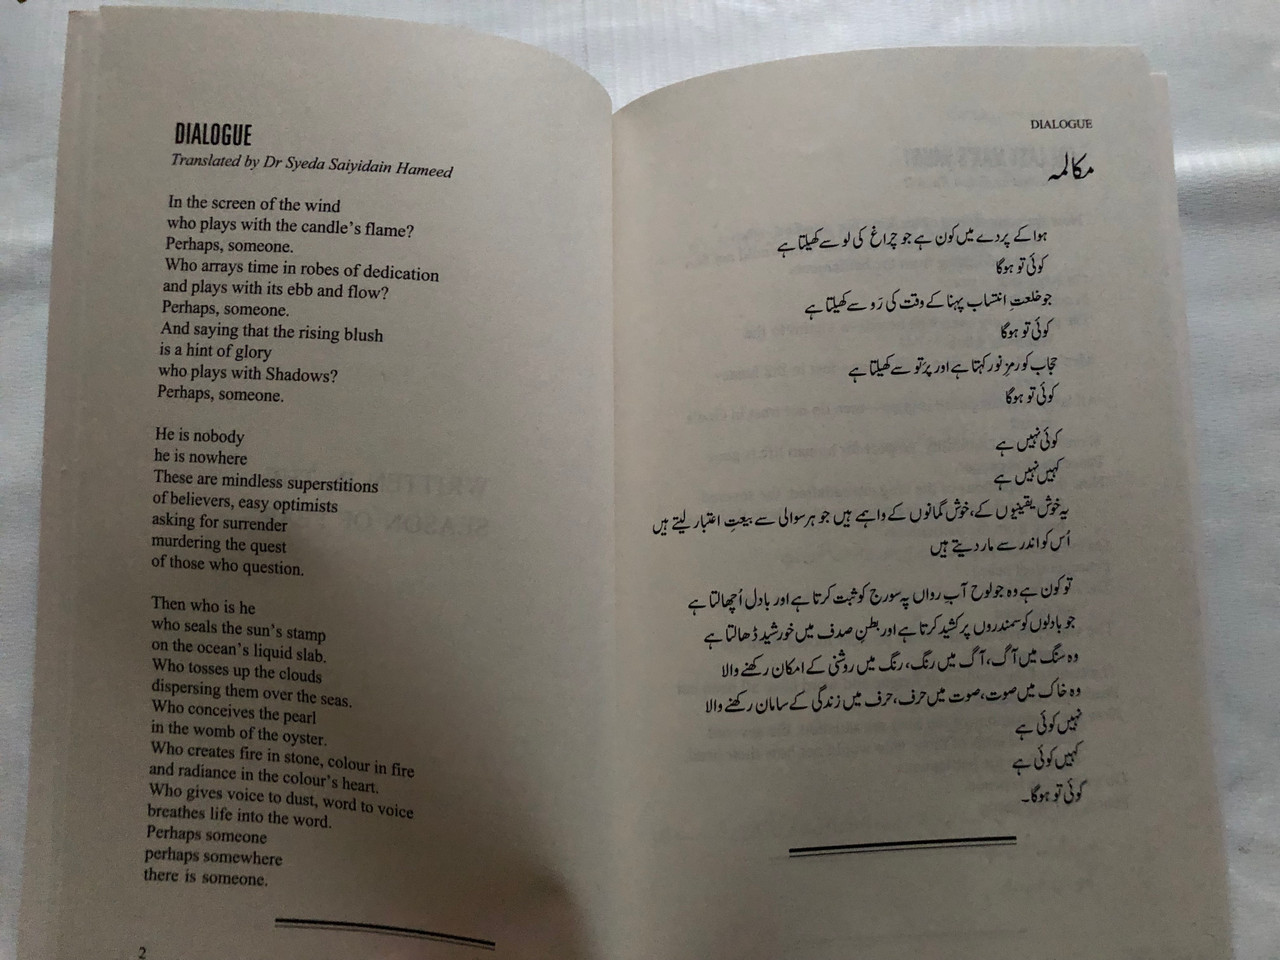 DIALOGUE
Translated by Dr Syeda Saiyidain Hameed
In the screen of the wind
who plays with the candle's flame?
Perhaps, someone.
Who arrays time in robes of dedication
and plays with its ebb and flow?
Perhaps, someone.
And saying that the rising blush
is a hint of glory
who plays with Shadows?
Perhaps, someone.
He is nobody
he is nowhere
These are mindless superstitions
of believers, easy optimists
asking for surrender
murdering the quest
of those who question.
Then who is he
who seals the sun's stamp
on the ocean's liquid slab.
Who tosses up the clouds
dispersing them over the seas.
Who conceives the pearl
in the womb of the oyster.
Who creates fire in stone, colour in fire
and radiance in the colour's heart.
Who gives voice to dust, word to voice
breathes life into the word.
Perhaps someone
perhaps somewhere
there is someone.
2
DIALOGUE
مکالمہ
ہوا کے پردے میں کون ہے جو چراغ کی لو سے کھیلتا ہے
کوئی تو ہوگا
جو خلعتِ انتساب پہنا کے وقت کی رَو سے کھیلتا ہے
کوئی تو ہوگا
حجاب کو رمزِ نور کہتا ہے اور پرَتو سے کھیلتا ہے
کوئی تو ہوگا
کوئی نہیں ہے
کہیں نہیں ہے
یہ خوش یقینیوں کے، خوش گمانوں کے واہمے ہیں جو ہر سوالی سے بیعتِ اعتبار لیتے ہیں
اُس کو اندر سے مار دیتے ہیں
تو کون ہے وہ جو لوح آبِ رواں پہ سورج کو ثبت کرتا ہے اور بادل اُچھالتا ہے
جو بادلوں کو سمندروں پر کشید کرتا ہے اور بطنِ صدف میں خورشید ڈھالتا ہے
وہ سنگ میں آگ، آگ میں رنگ، رنگ میں روشنی کے امکان رکھنے والا
وہ خاک میں صوت، صوت میں حرف، حرف میں زندگی کے سامان رکھنے والا
نہیں کوئی ہے
کہیں کوئی ہے
کوئی تو ہوگا۔